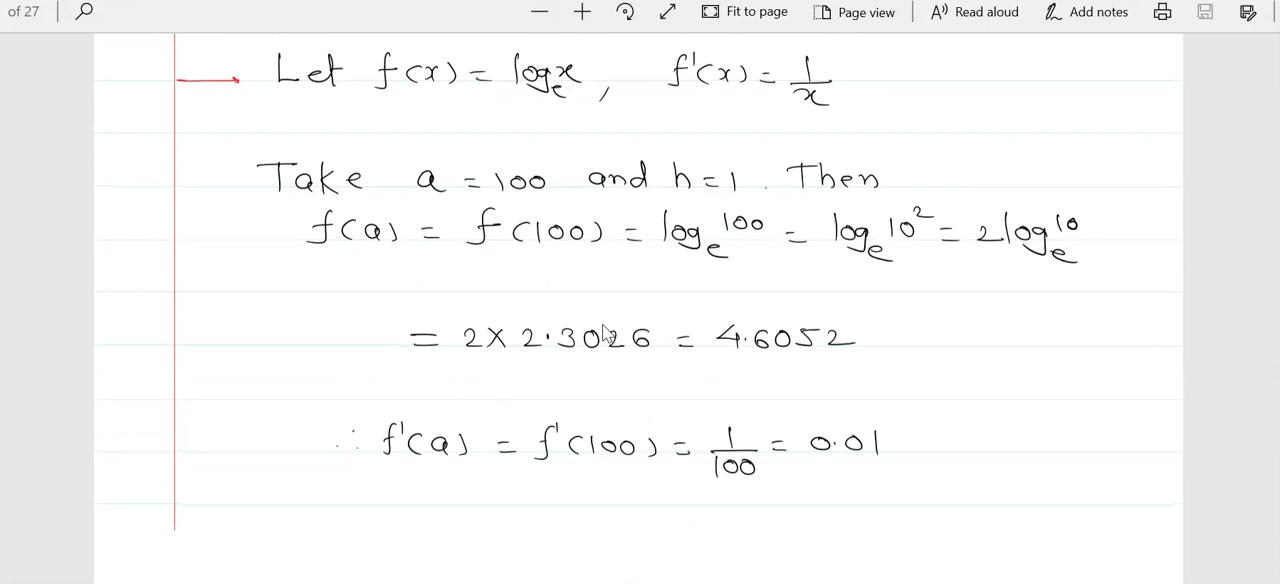 of 27 Fit to page Page view Read aloud Add notes
Let f(x) = logₑx, f'(x) = 1/x
Take a = 100 and h = 1. Then
f(a) = f(100) = logₑ100 = logₑ10² = 2logₑ10
= 2 × 2.3026 = 4.6052
∴ f'(a) = f'(100) = 1/100 = 0.01